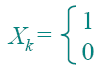 X_k = { 1
0